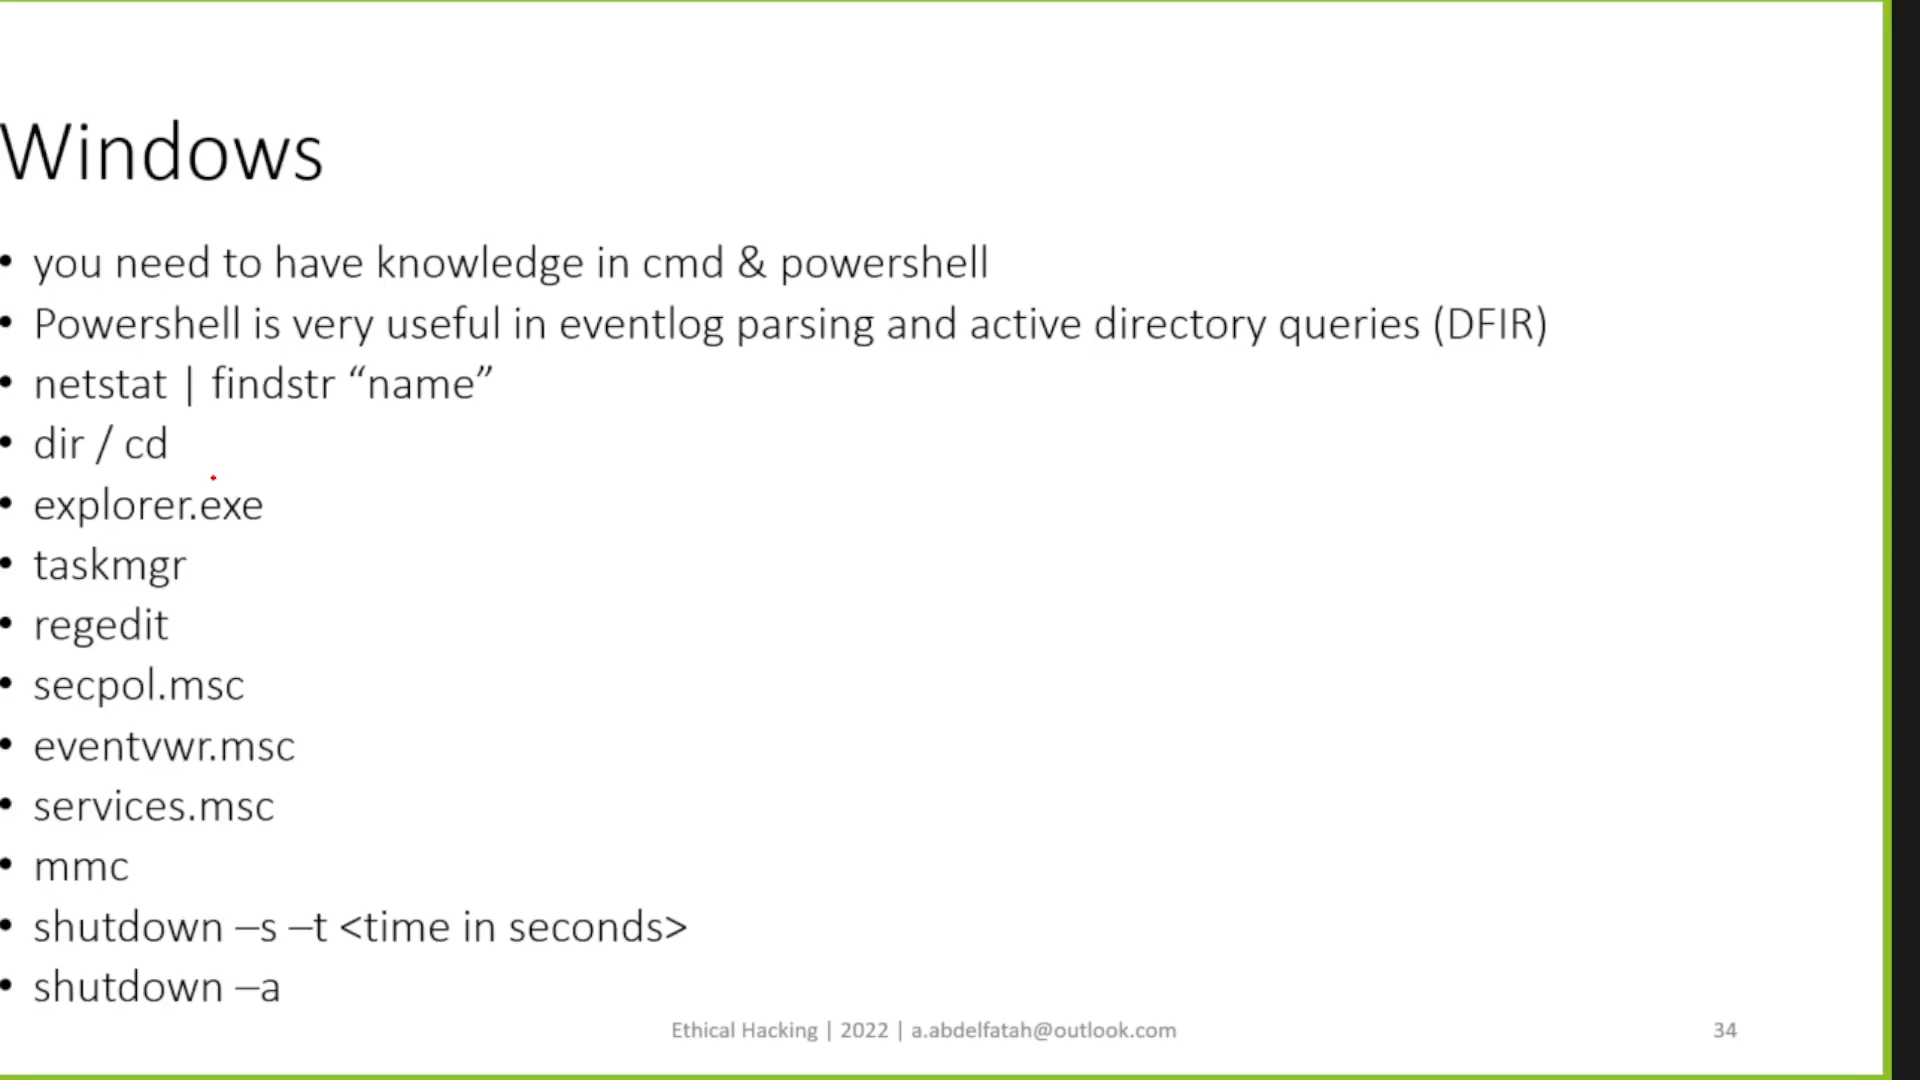 Windows
• you need to have knowledge in cmd & powershell
• Powershell is very useful in eventlog parsing and active directory queries (DFIR)
• netstat | findstr “name”
• dir / cd
• explorer.exe
• taskmgr
• regedit
• secpol.msc
• eventvwr.msc
• services.msc
• mmc
• shutdown –s –t <time in seconds>
• shutdown –a
Ethical Hacking | 2022 | a.abdelfatah@outlook.com
34